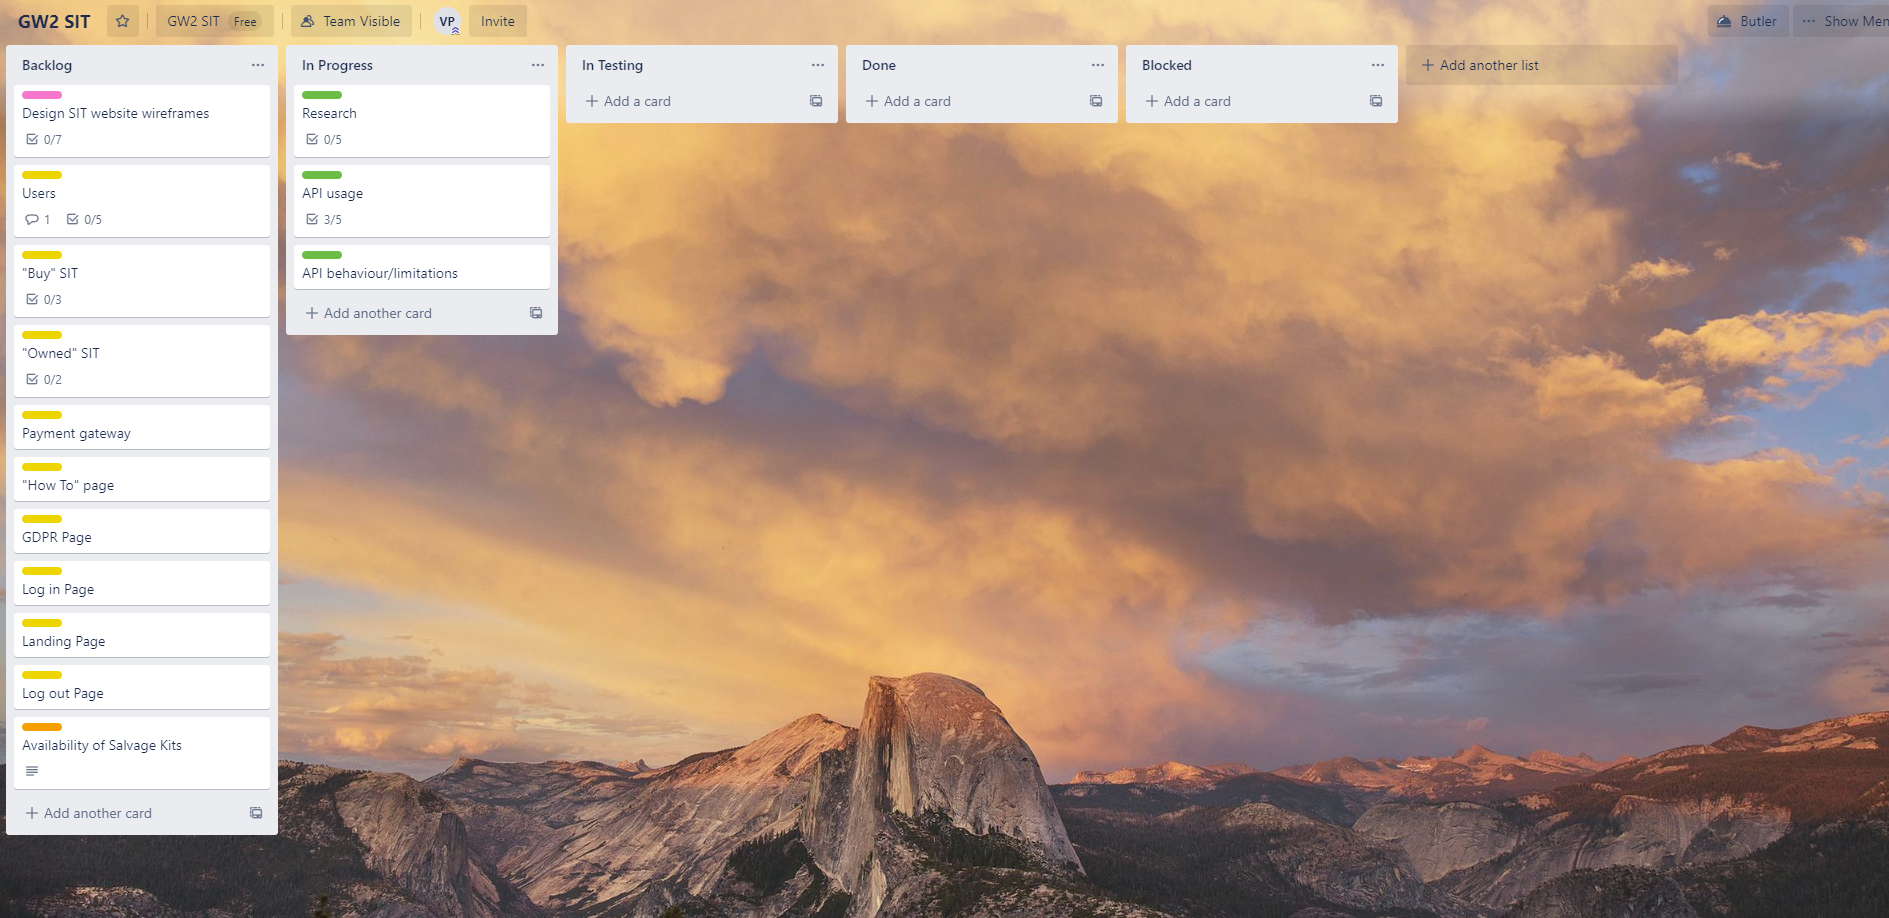 GW2 SIT
GW2 SIT Free
Team Visible
VP
Invite
Butler
Show Men
Backlog
Design SIT website wireframes
0/7
Users
1 0/5
"Buy" SIT
0/3
"Owned" SIT
0/2
Payment gateway
"How To" page
GDPR Page
Log in Page
Landing Page
Log out Page
Availability of Salvage Kits
+ Add another card
In Progress
Research
0/5
API usage
3/5
API behaviour/limitations
+ Add another card
In Testing
+ Add a card
Done
+ Add a card
Blocked
+ Add a card
+ Add another list